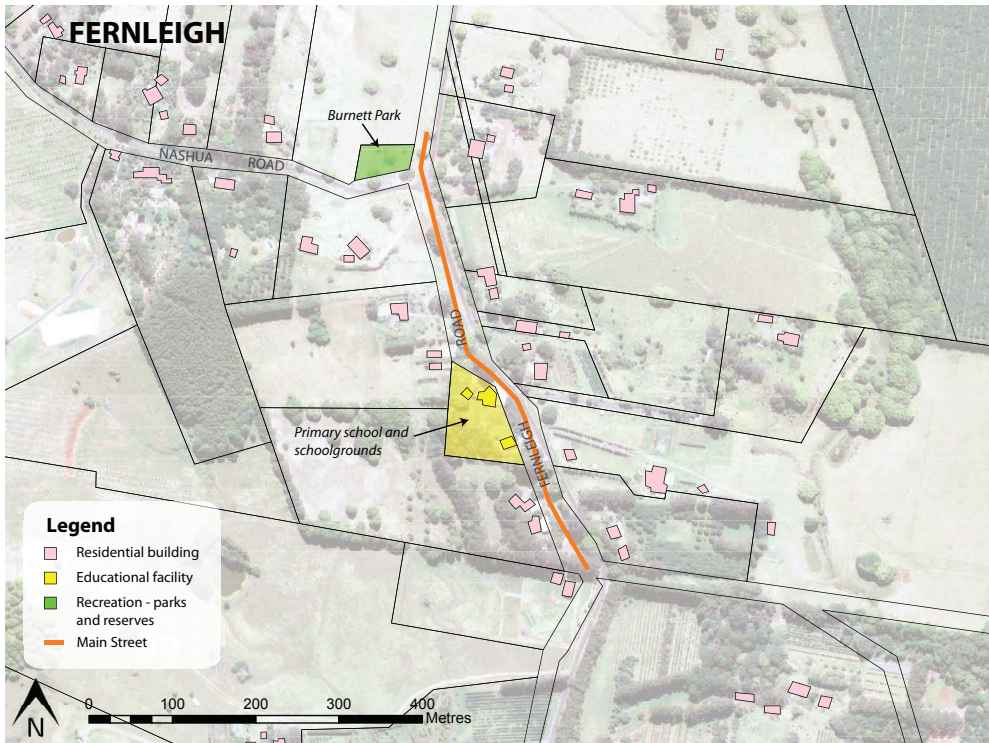 FERNLEIGH
Burnett Park
NASHUA ROAD
ROAD
Primary school and
schoolgrounds
FERNLEIGH
Legend
Residential building
Educational facility
Recreation - parks
and reserves
Main Street
N
0 100 200 300 400
Metres